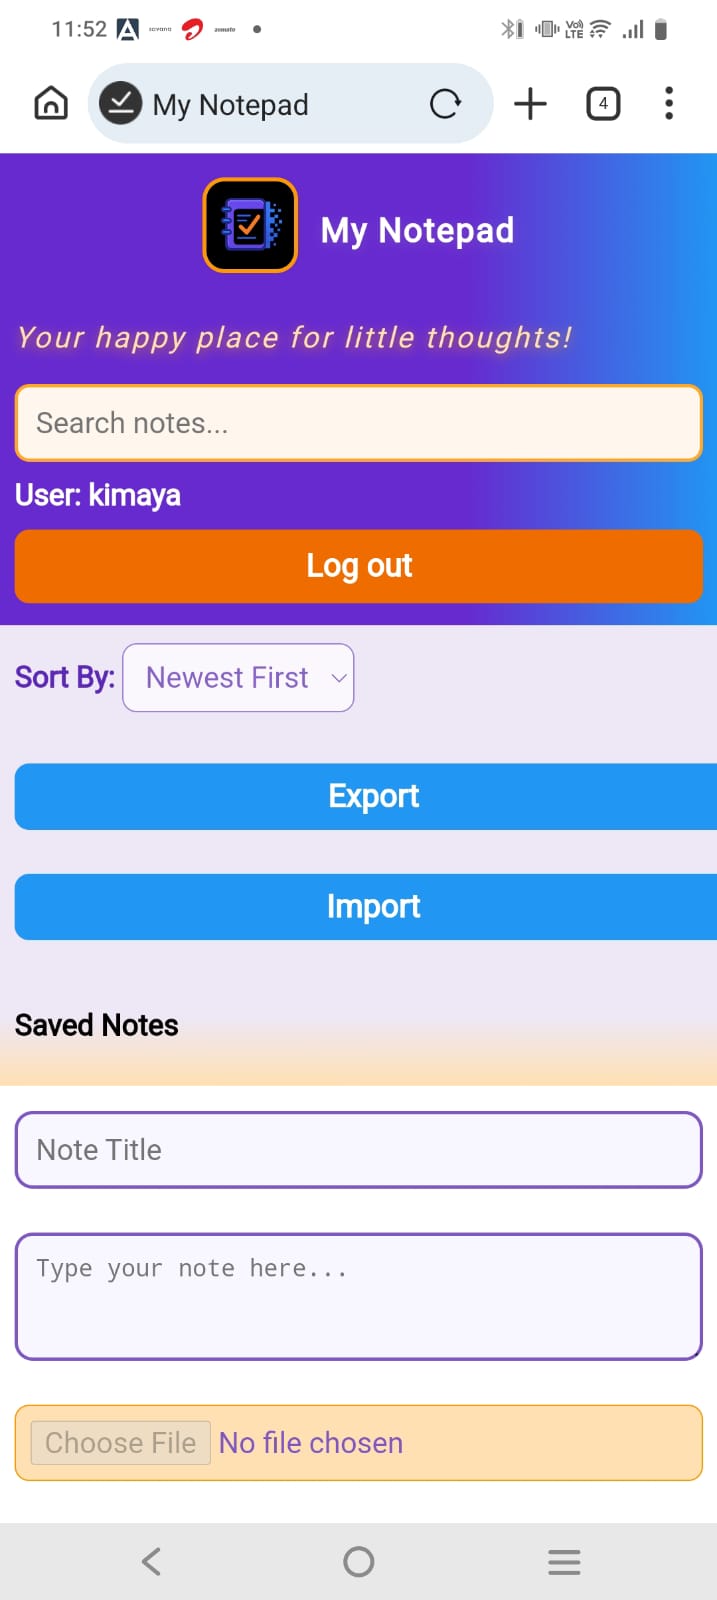 11:52
My Notepad
4
My Notepad
Your happy place for little thoughts!
Search notes...
User: kimaya
Log out
Sort By: Newest First
Export
Import
Saved Notes
Note Title
Type your note here...
Choose File No file chosen